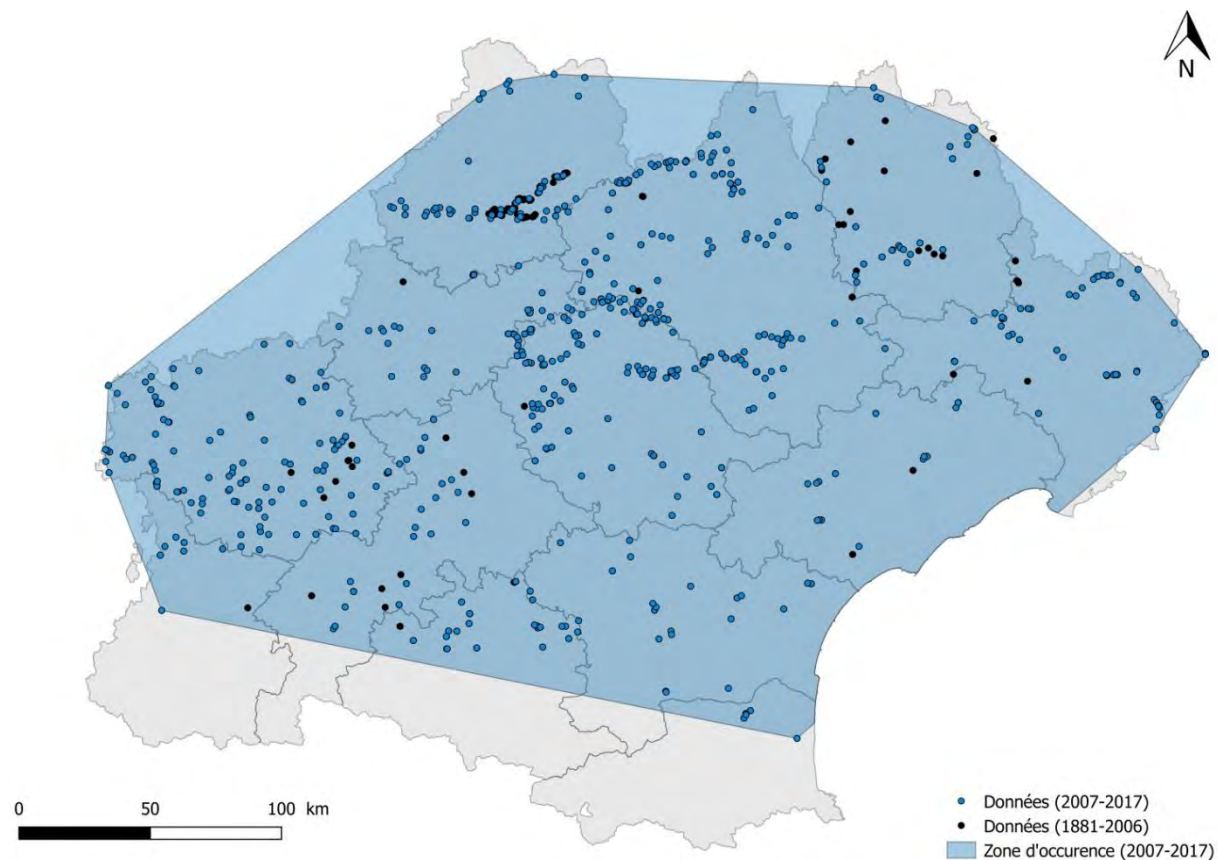 N
0 50 100 km
Données (2007-2017)
Données (1881-2006)
Zone d'occurence (2007-2017)